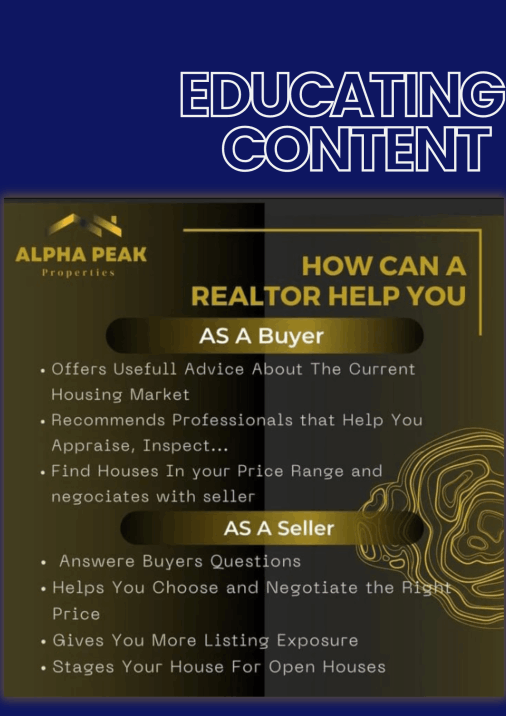 EDUCATING
CONTENT
ALPHA PEAK
Properties
HOW CAN A
REALTOR HELP YOU
AS A Buyer
• Offers Usefull Advice About The Current
Housing Market
• Recommends Professionals that Help You
Appraise, Inspect...
• Find Houses In your Price Range and
negociates with seller
AS A Seller
• Answere Buyers Questions
• Helps You Choose and Negotiate the Right
Price
• Gives You More Listing Exposure
• Stages Your House For Open Houses